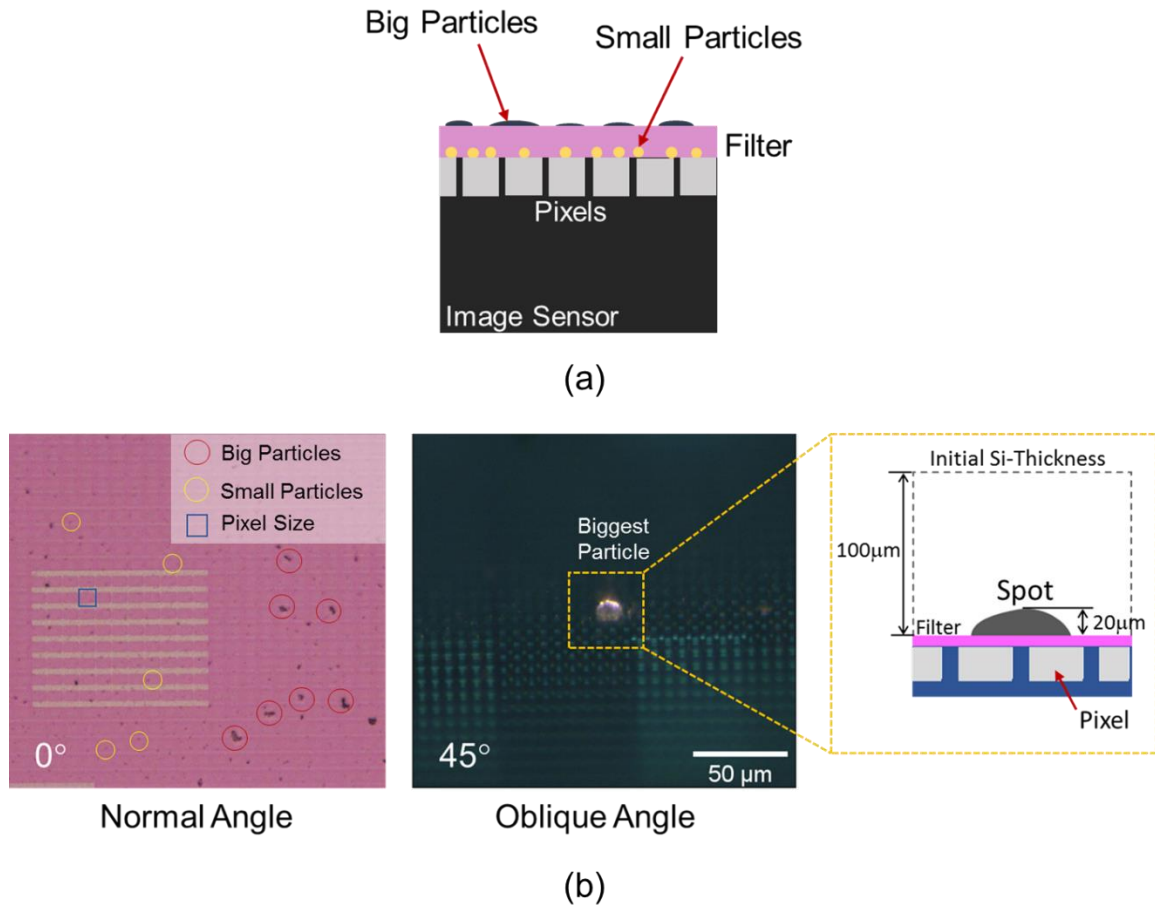 Big Particles
Small Particles
Filter
Pixels
Image Sensor
(a)
Big Particles
Small Particles
Pixel Size
0°
Normal Angle
Biggest
Particle
45°
50 μm
Oblique Angle
Initial Si-Thickness
100μm
Spot
Filter
20μm
Pixel
(b)